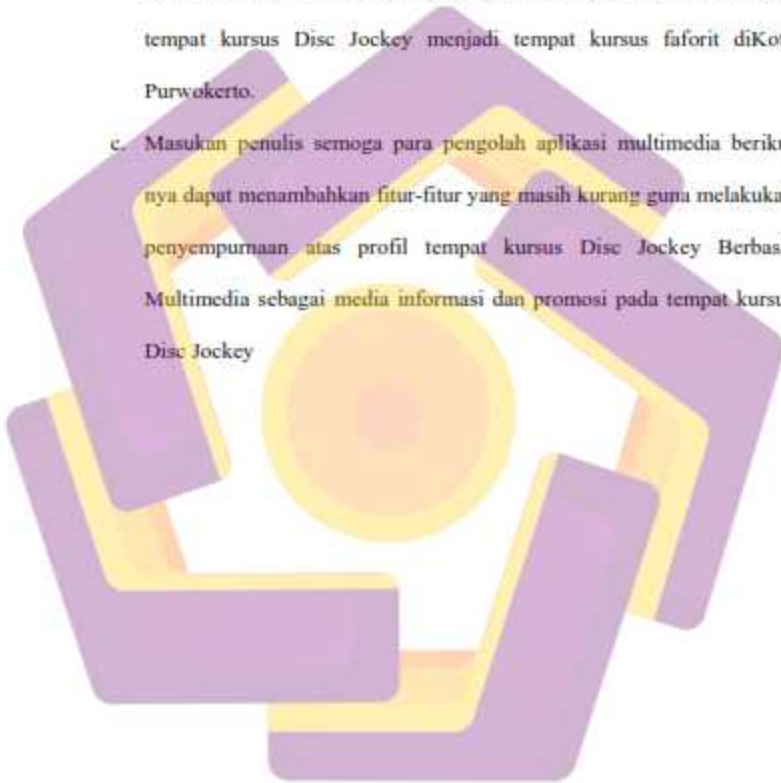 tempat kursus Disc Jockey menjadi tempat kursus faforit diKot
Purwokerto.
c. Masukan penulis semoga para pengolah aplikasi multimedia beriku
nya dapat menambahkan fitur-fitur yang masih kurang guna melakuka
penyempurnaan atas profil tempat kursus Disc Jockey Berbas
Multimedia sebagai media informasi dan promosi pada tempat kursu
Disc Jockey